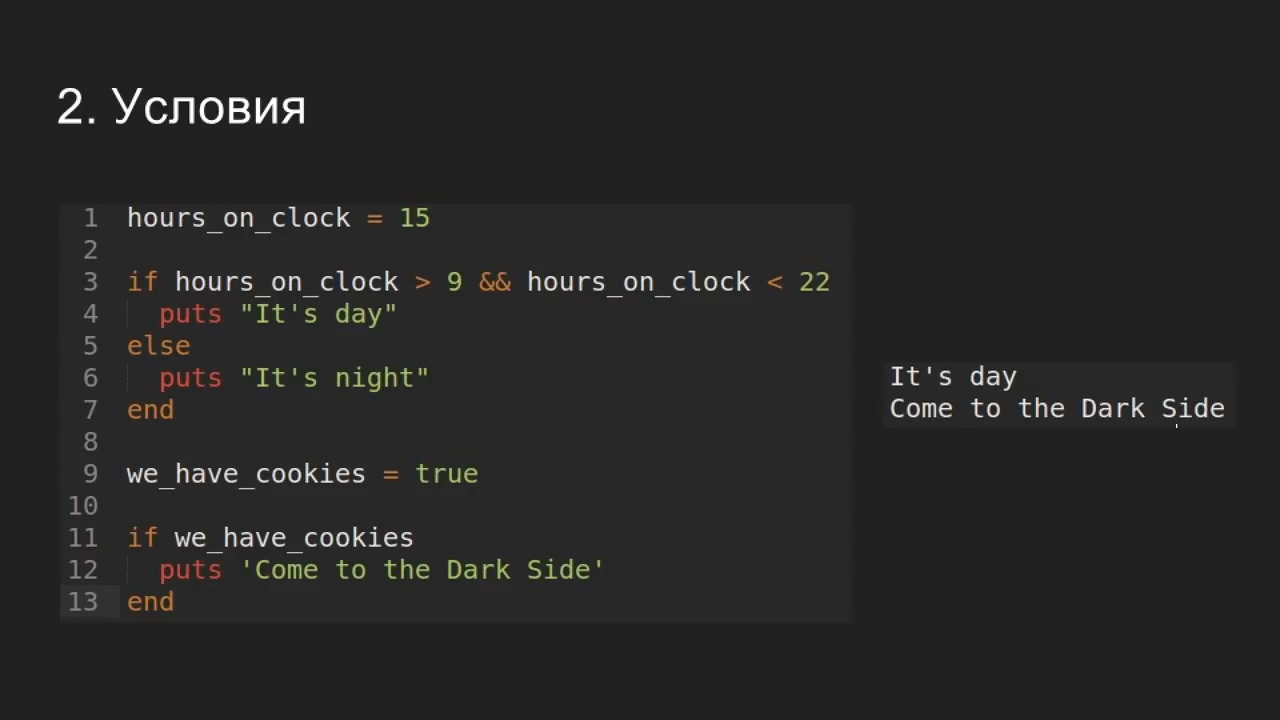 2. Условия
1 hours_on_clock = 15
2
3 if hours_on_clock > 9 && hours_on_clock < 22
4 puts "It's day"
5 else
6 puts "It's night"
7 end
8
9 we_have_cookies = true
10
11 if we_have_cookies
12 puts 'Come to the Dark Side'
13 end
It's day
Come to the Dark Side